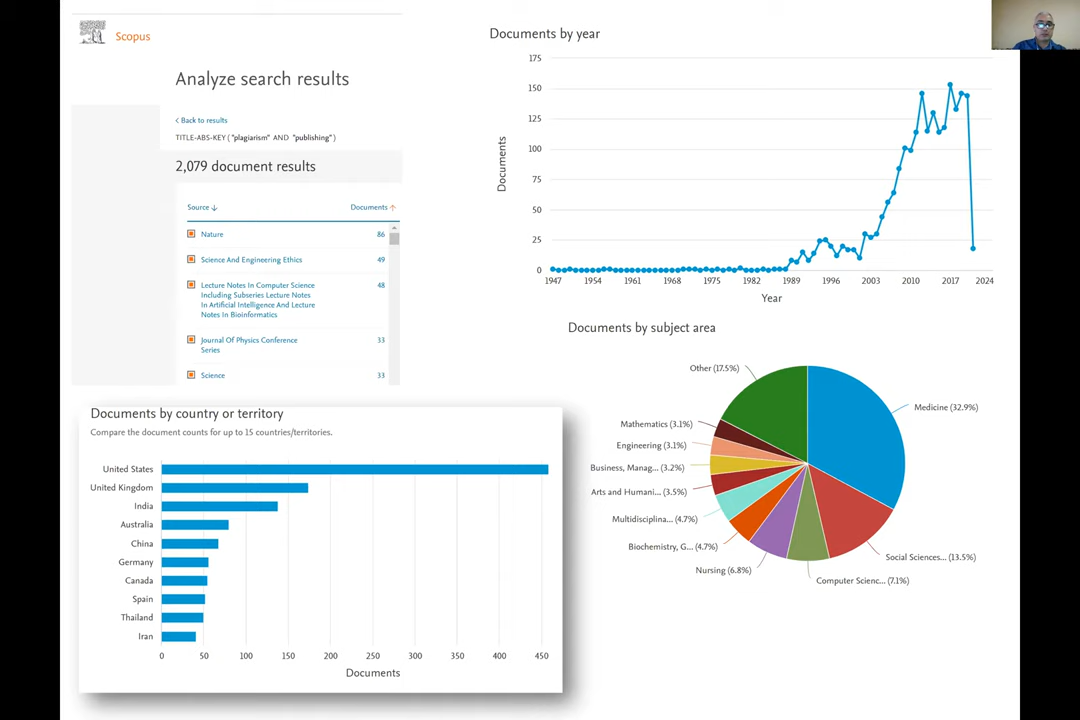 Scopus
Analyze search results
< Back to results
TITLE-ABS-KEY ( "plagiarism" AND "publishing" )
2,079 document results
Source Documents
Nature 86
Science And Engineering Ethics 49
Lecture Notes In Computer Science 48
Including Subseries Lecture Notes
In Artificial Intelligence And Lecture
Notes In Bioinformatics
Journal Of Physics Conference 33
Series
Science 33
Documents by year
175
150
125
100
75
50
25
0
Documents
1947 1954 1961 1968 1975 1982 1989 1996 2003 2010 2017 2024
Year
Documents by subject area
Other (17.5%)
Medicine (32.9%)
Mathematics (3.1%)
Engineering (3.1%)
Business, Manag... (3.2%)
Arts and Humani... (3.5%)
Multidisciplina... (4.7%)
Biochemistry, G... (4.7%)
Nursing (6.8%)
Computer Scienc... (7.1%)
Social Sciences... (13.5%)
Documents by country or territory
Compare the document counts for up to 15 countries/territories.
United States
United Kingdom
India
Australia
China
Germany
Canada
Spain
Thailand
Iran
0 50 100 150 200 250 300 350 400 450
Documents